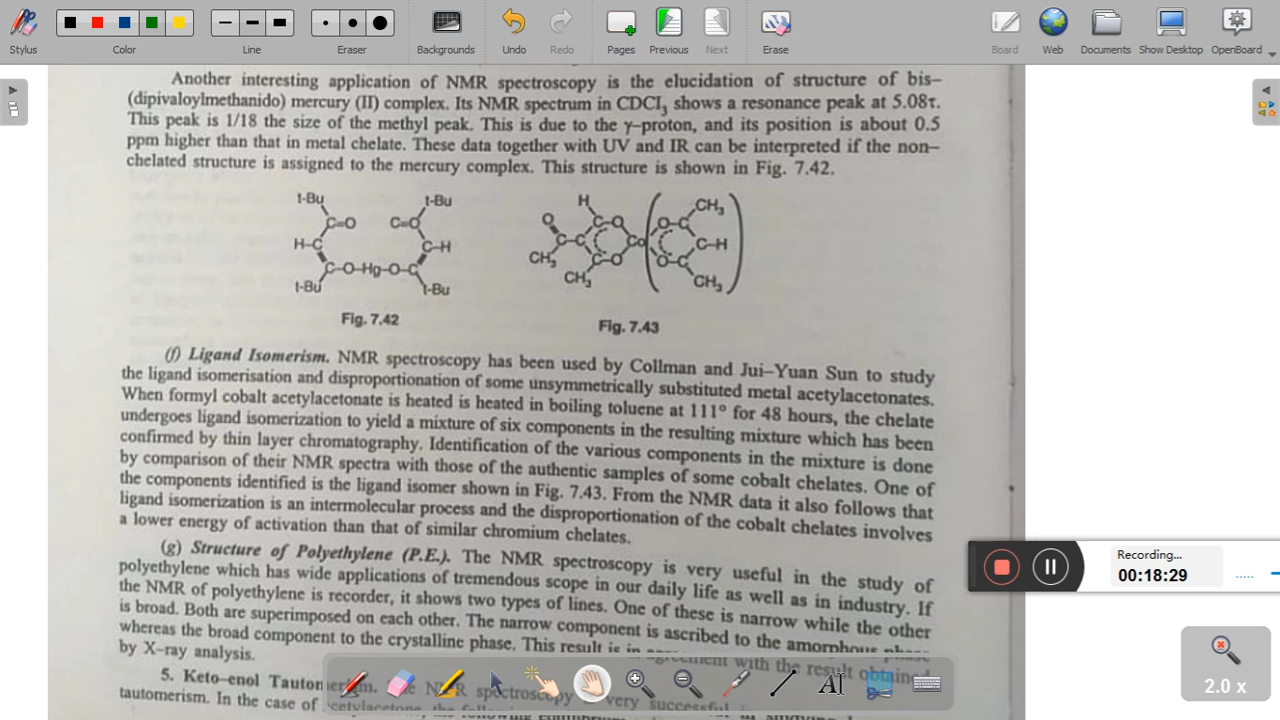 Stylus Color Line Eraser Backgrounds Undo Redo Pages Previous Next Erase Board Web Documents Show Desktop OpenBoard
Another interesting application of NMR spectroscopy is the elucidation of structure of bis–
(dipivaloylmethanido) mercury (II) complex. Its NMR spectrum in CDCl3 shows a resonance peak at 5.08τ.
This peak is 1/18 the size of the methyl peak. This is due to the γ–proton, and its position is about 0.5
ppm higher than that in metal chelate. These data together with UV and IR can be interpreted if the non–
chelated structure is assigned to the mercury complex. This structure is shown in Fig. 7.42.
t-Bu t-Bu H CH3
C=O C=O O C-O O-C
H-C C-H C-C Co C-H
C-O-Hg-O-C CH3 C-O O-C
t-Bu t-Bu CH3 CH3
Fig. 7.42 Fig. 7.43
(f) Ligand Isomerism. NMR spectroscopy has been used by Collman and Jui–Yuan Sun to study
the ligand isomerisation and disproportionation of some unsymmetrically substituted metal acetylacetonates.
When formyl cobalt acetylacetonate is heated is heated in boiling toluene at 111° for 48 hours, the chelate
undergoes ligand isomerization to yield a mixture of six components in the resulting mixture which has been
confirmed by thin layer chromatography. Identification of the various components in the mixture is done
by comparison of their NMR spectra with those of the authentic samples of some cobalt chelates. One of
the components identified is the ligand isomer shown in Fig. 7.43. From the NMR data it also follows that
ligand isomerization is an intermolecular process and the disproportionation of the cobalt chelates involves
a lower energy of activation than that of similar chromium chelates.
(g) Structure of Polyethylene (P.E.). The NMR spectroscopy is very useful in the study of
polyethylene which has wide applications of tremendous scope in our daily life as well as in industry. If
the NMR of polyethylene is recorder, it shows two types of lines. One of these is narrow while the other
is broad. Both are superimposed on each other. The narrow component is ascribed to the amorphous phase
whereas the broad component to the crystalline phase. This result is in agreement with the result obtained
by X–ray analysis.
5. Keto–enol Tautomerism. The NMR spectroscopy is very successful in
tautomerism. In the case of acetylacetone, the following
Recording...
00:18:29
2.0 x